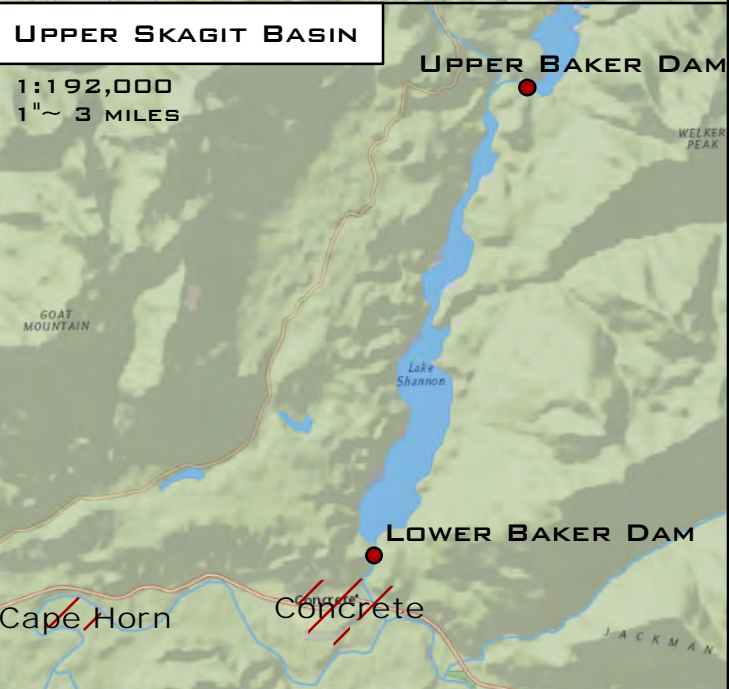 UPPER SKAGIT BASIN
1:192,000
1"~ 3 MILES
UPPER BAKER DAM
WELKER
PEAK
GOAT
MOUNTAIN
Lake
Shannon
LOWER BAKER DAM
Concrete
Cape Horn
Concrete
JACKMAN